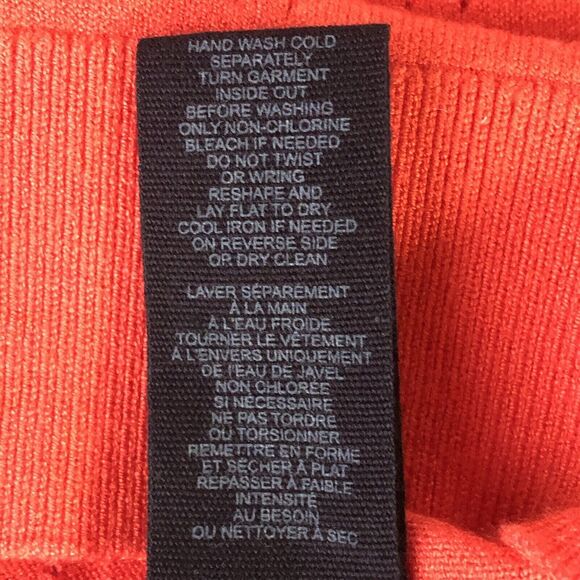 HAND WASH COLD
SEPARATELY
TURN GARMENT
INSIDE OUT
BEFORE WASHING
ONLY NON-CHLORINE
BLEACH IF NEEDED
DO NOT TWIST
OR WRING
RESHAPE AND
LAY FLAT TO DRY
COOL IRON IF NEEDED
ON REVERSE SIDE
OR DRY CLEAN
LAVER SÉPARÉMENT
À LA MAIN
À L'EAU FROIDE
TOURNER LE VÊTEMENT
À L'ENVERS UNIQUEMENT
DE l'EAU DE JAVEL
NON CHLORÉE
SI NÉCESSAIRE
NE PAS TORDRE
OU TORSIONNER
REMETTRE EN FORME
ET SÉCHER À PLAT
REPASSER À FAIBLE
INTENSITÉ
AU BESOIN
OU NETTOYER À SEC